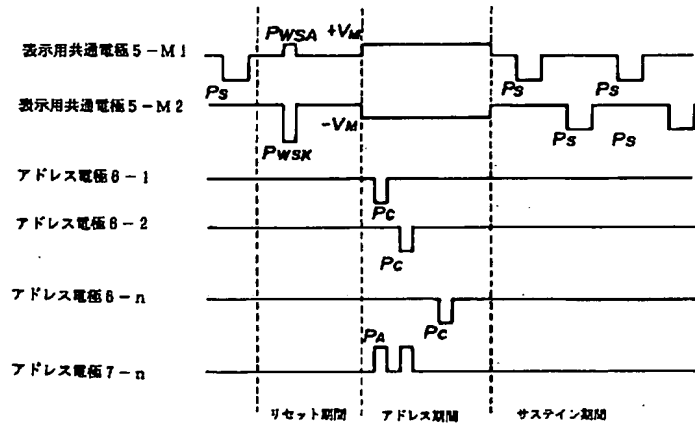 PWSA +VM
表示用共通電極5-M1
PS PS PS
表示用共通電極5-M2
-VM
PS PS
PWSK
アドレス電極6-1
PC
アドレス電極6-2
PC
アドレス電極6-n
PC
PA
アドレス電極7-n
リセット期間 アドレス期間 サステイン期間